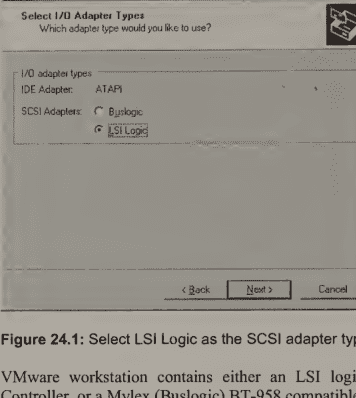 Select I/O Adapter Types
Which adapter type would you like to use?
I/O adapter types
IDE Adapter: ATAPI
SCSI Adapters: Buslogic
LSI Logic
< Back Next > Cancel
Figure 24.1: Select LSI Logic as the SCSI adapter typ
VMware workstation contains either an LSI logi
Controller, or a Mylex (Buslogic) BT-958 compatible